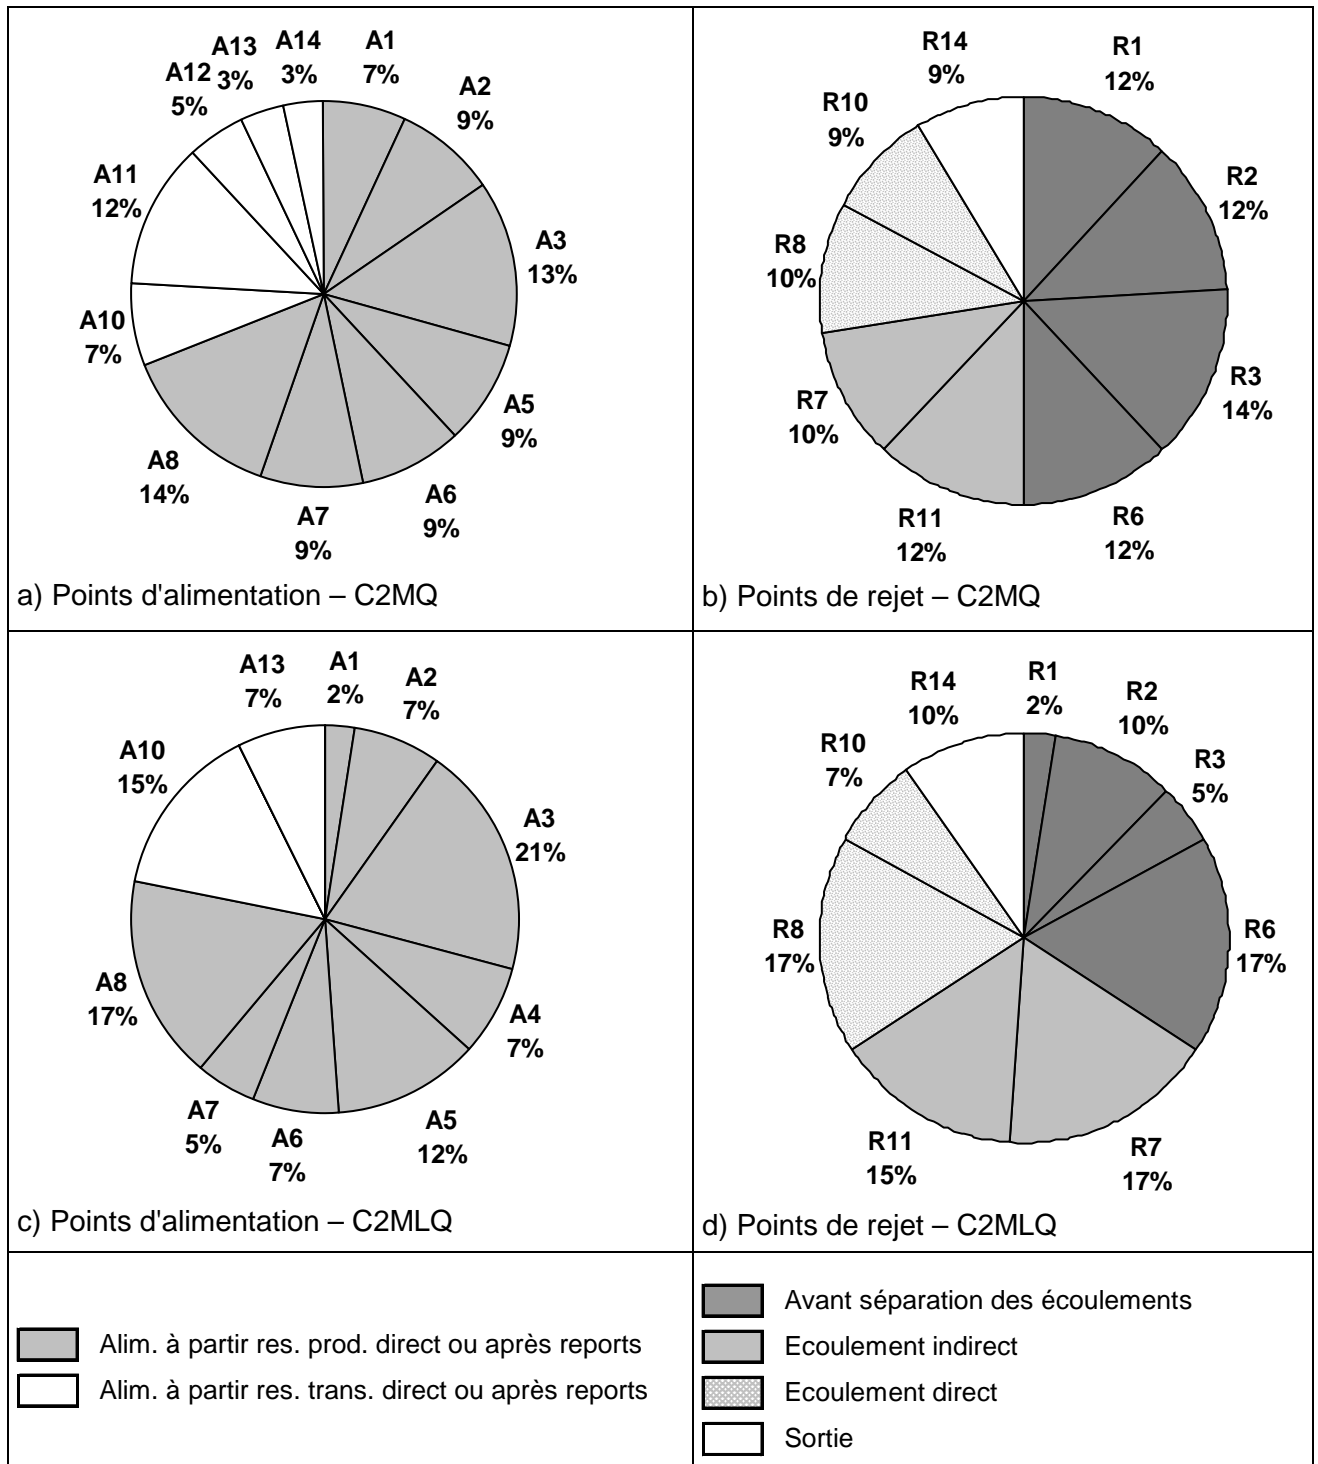 A1
7%
A2
9%
A3
13%
A5
9%
A6
9%
A7
9%
A8
14%
A10
7%
A11
12%
A12
5%
A13
3%
A14
3%
a) Points d'alimentation – C2MQ
R1
12%
R2
12%
R3
14%
R6
12%
R11
12%
R7
10%
R8
10%
R10
9%
R14
9%
b) Points de rejet – C2MQ
A1
2%
A2
7%
A3
21%
A4
7%
A5
12%
A6
7%
A7
5%
A8
17%
A10
15%
A13
7%
c) Points d'alimentation – C2MLQ
R1
2%
R2
10%
R3
5%
R6
17%
R7
17%
R11
15%
R8
17%
R10
7%
R14
10%
d) Points de rejet – C2MLQ
Alim. à partir res. prod. direct ou après reports
Alim. à partir res. trans. direct ou après reports
Avant séparation des écoulements
Ecoulement indirect
Ecoulement direct
Sortie